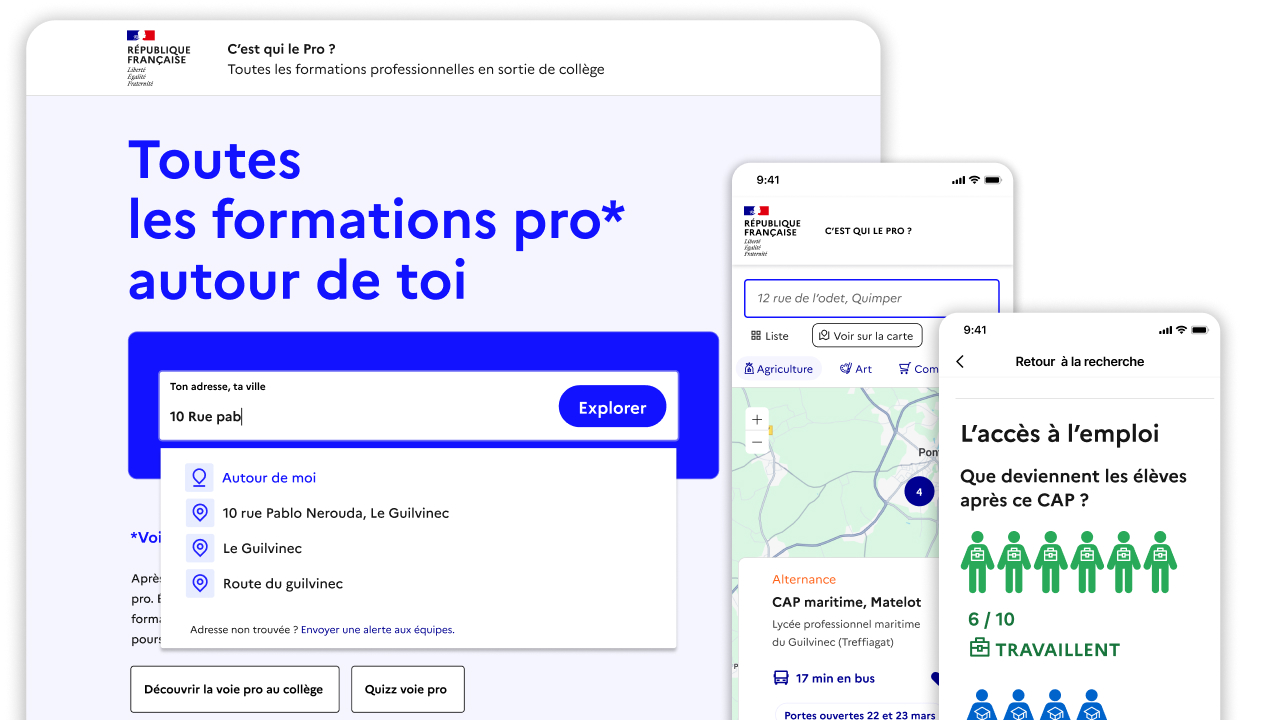 RÉPUBLIQUE
FRANÇAISE
Liberté
Égalité
Fraternité
C'est qui le Pro ?
Toutes les formations professionnelles en sortie de collège
Toutes
les formations pro*
autour de toi
Ton adresse, ta ville
10 Rue pab
Explorer
Autour de moi
10 rue Pablo Nerouda, Le Guilvinec
Le Guilvinec
Route du guilvinec
Adresse non trouvée ? Envoyer une alerte aux équipes.
*Voi
Aprè
pro. E
forma
pours
Découvrir la voie pro au collège
Quizz voie pro
9:41
RÉPUBLIQUE
FRANÇAISE
Liberté
Égalité
Fraternité
C'EST QUI LE PRO ?
12 rue de l'odet, Quimper
Liste
Voir sur la carte
Agriculture
Art
Com
+
−
Pon
4
Alternance
CAP maritime, Matelot
Lycée professionnel maritime
du Guilvinec (Treffiagat)
17 min en bus
Portes ouvertes 22 et 23 mars
9:41
Retour à la recherche
L'accès à l'emploi
Que deviennent les élèves
après ce CAP ?
6 / 10
TRAVAILLENT